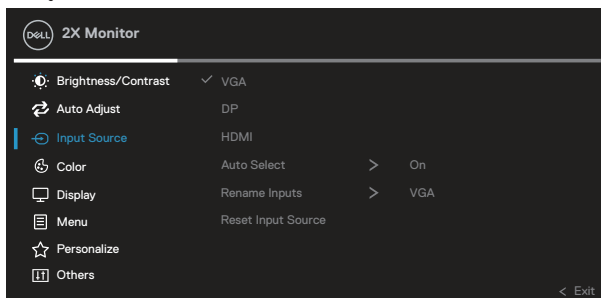 DELL 2X Monitor
Brightness/Contrast ✓ VGA
Auto Adjust DP
Input Source HDMI
Color Auto Select > On
Display Rename Inputs > VGA
Menu Reset Input Source
Personalize
Others
< Exit